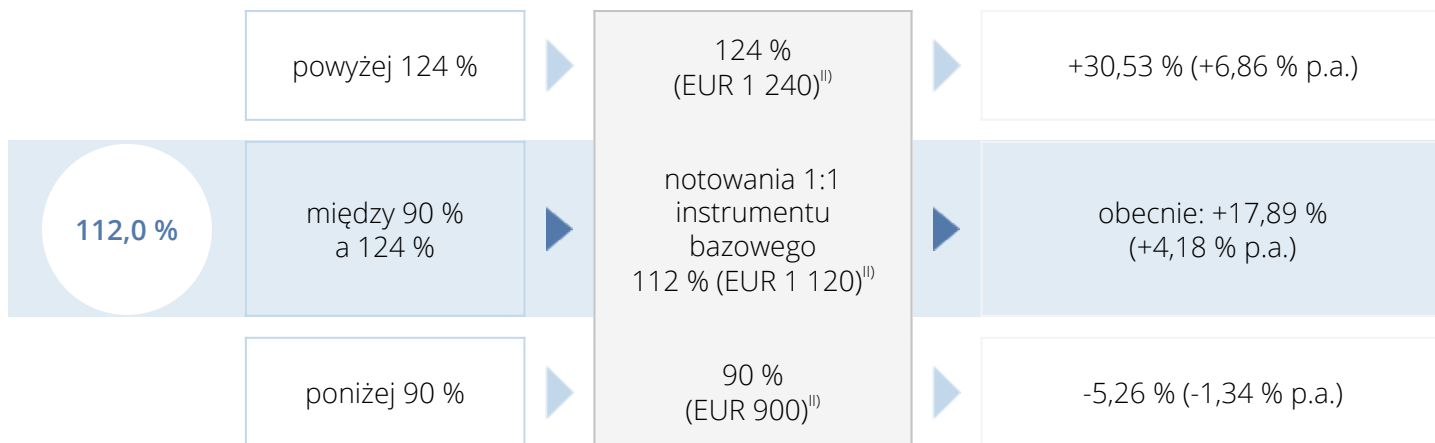 powyżej 124 %
124 %
(EUR 1 240)II)
+30,53 % (+6,86 % p.a.)
112,0 %
między 90 %
a 124 %
notowania 1:1
instrumentu
bazowego
112 % (EUR 1 120)II)
obecnie: +17,89 %
(+4,18 % p.a.)
poniżej 90 %
90 %
(EUR 900)II)
-5,26 % (-1,34 % p.a.)